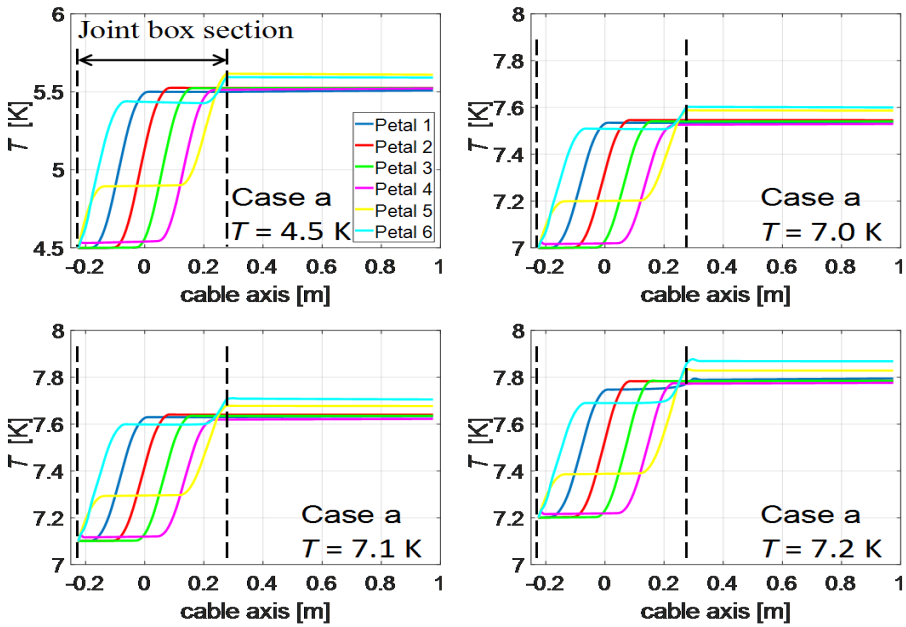 6
Joint box section
5.5
T [K]
5
4.5
Petal 1
Petal 2
Petal 3
Petal 4
Petal 5
Petal 6
Case a
T = 4.5 K
-0.2 0 0.2 0.4 0.6 0.8 1
cable axis [m]
8
7.8
7.6
T [K]
7.4
7.2
7
Case a
T = 7.0 K
-0.2 0 0.2 0.4 0.6 0.8 1
cable axis [m]
8
7.8
7.6
T [K]
7.4
7.2
7
Case a
T = 7.1 K
-0.2 0 0.2 0.4 0.6 0.8 1
cable axis [m]
8
7.8
7.6
T [K]
7.4
7.2
7
Case a
T = 7.2 K
-0.2 0 0.2 0.4 0.6 0.8 1
cable axis [m]